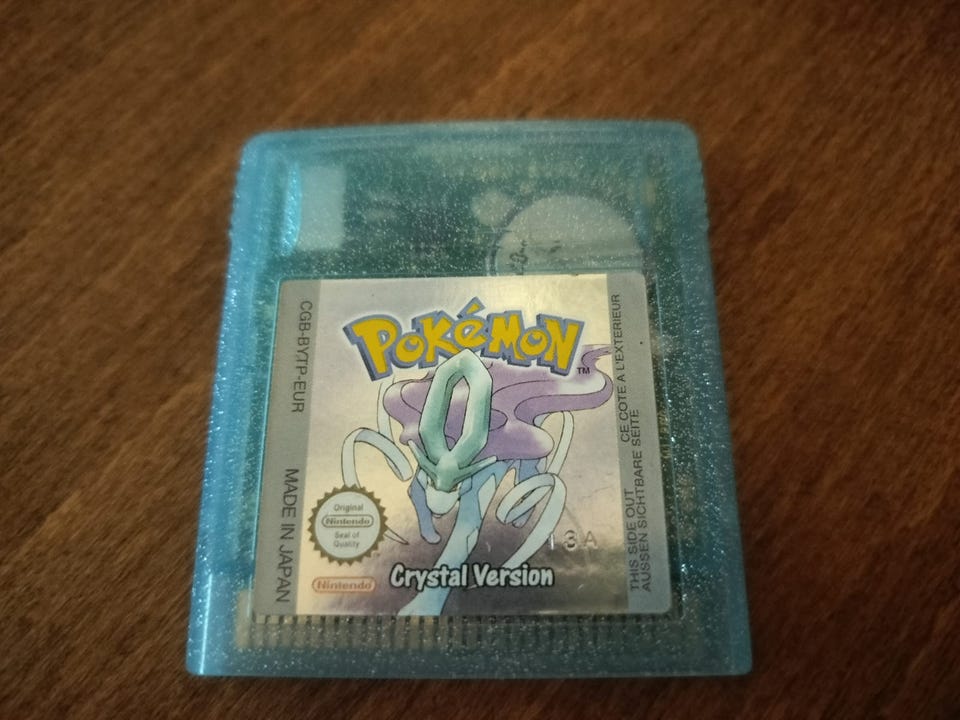 POKéMON
TM
CGB-BYTP-EUR
MADE IN JAPAN
CE COTE A L'EXTERIEUR
THIS SIDE OUT
AUSSEN SICHTBARE SEITE
Original
Nintendo
Seal of
Quality
Nintendo
13A
Crystal Version